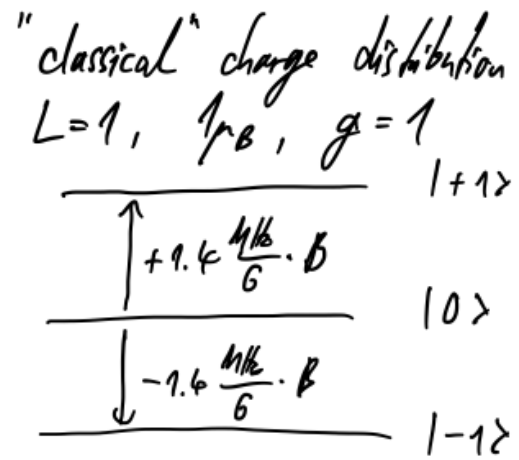 "classical" charge distribution
L=1, 1μB, g=1
|+1⟩
+1.4 MHz/G · B
|0⟩
-1.4 MHz/G · B
|-1⟩